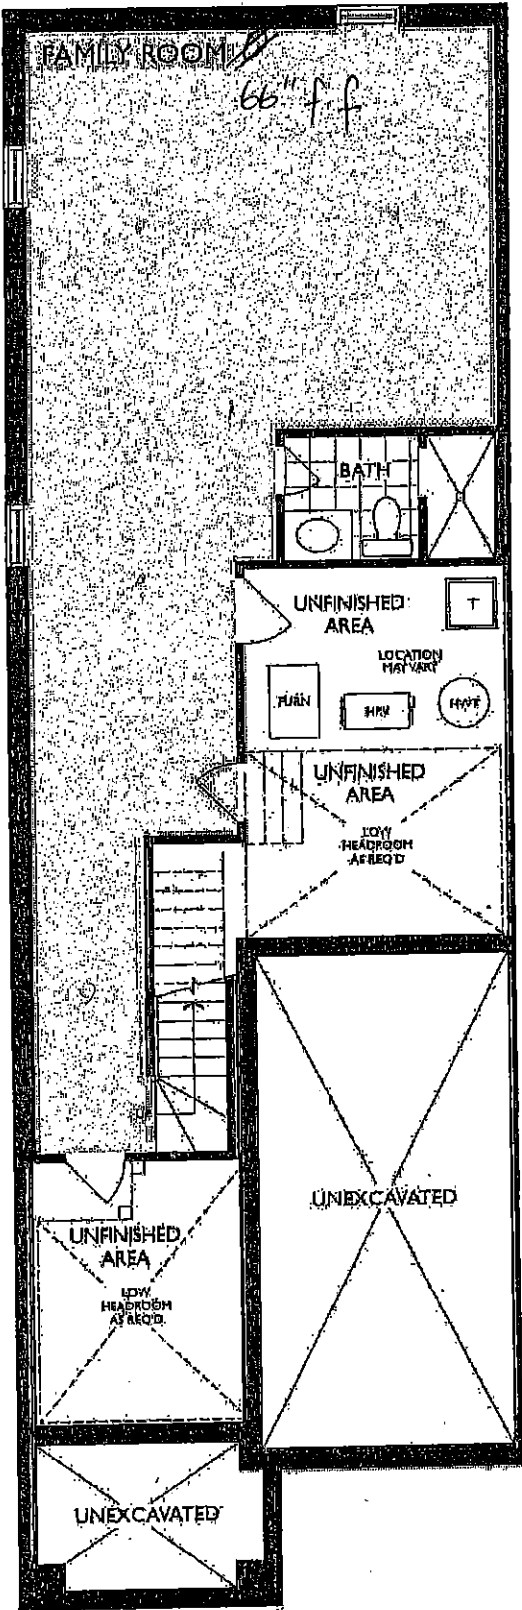 FAMILY ROOM
66" f.f
BATH
UNFINISHED
AREA
T
LOCATION
MAY VARY
FURN
HRV
HWT
UNFINISHED
AREA
LOW
HEADROOM
AS REQ'D
UNEXCAVATED
UNFINISHED
AREA
LOW
HEADROOM
AS REQ'D
UNEXCAVATED